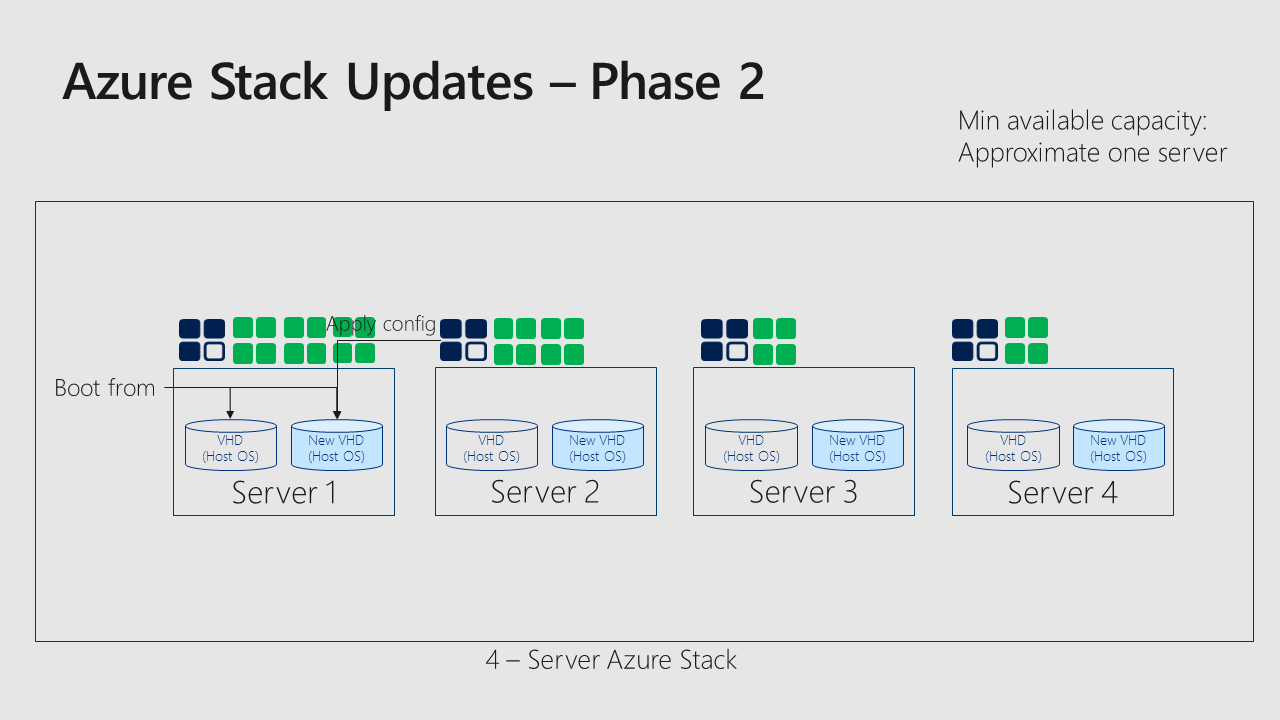 Azure Stack Updates – Phase 2
Min available capacity:
Approximate one server
Apply config
Boot from
VHD
(Host OS)
New VHD
(Host OS)
Server 1
VHD
(Host OS)
New VHD
(Host OS)
Server 2
VHD
(Host OS)
New VHD
(Host OS)
Server 3
VHD
(Host OS)
New VHD
(Host OS)
Server 4
4 – Server Azure Stack